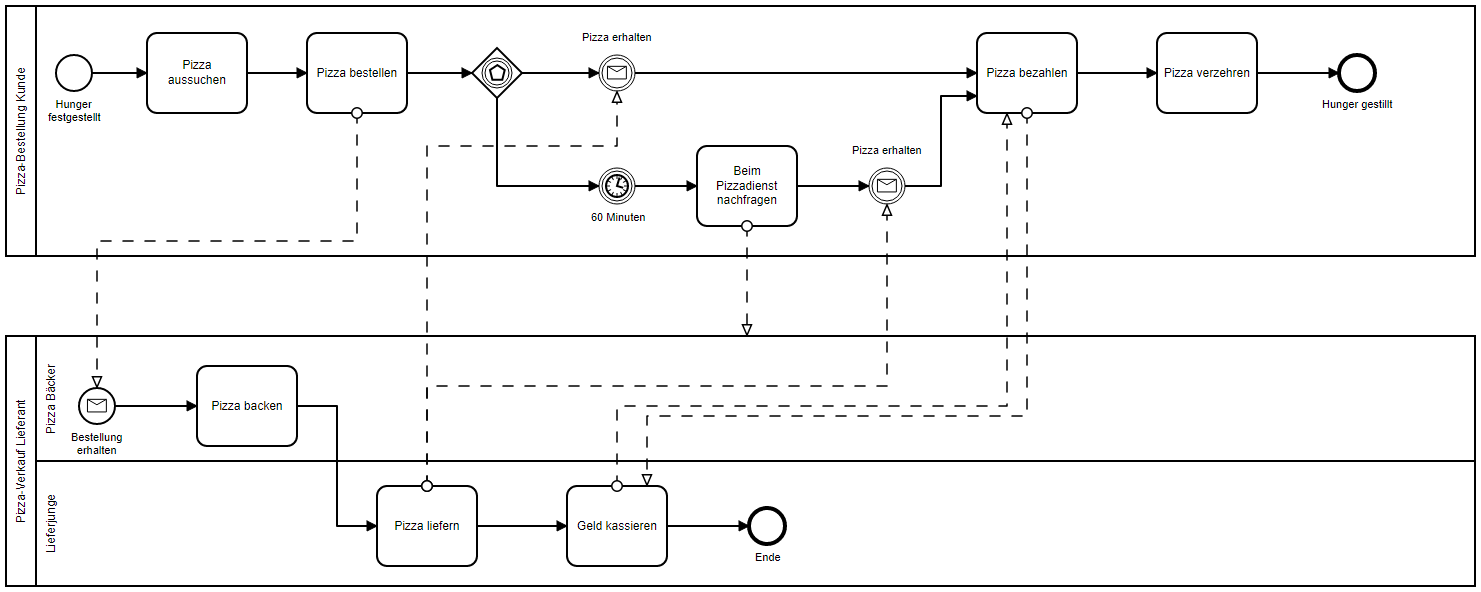 Pizza-Bestellung Kunde
Hunger
festgestellt
Pizza
aussuchen
Pizza bestellen
Pizza erhalten
60 Minuten
Beim
Pizzadienst
nachfragen
Pizza erhalten
Pizza bezahlen
Pizza verzehren
Hunger gestillt
Pizza-Verkauf Lieferant
Pizza Bäcker
Bestellung
erhalten
Pizza backen
Lieferjunge
Pizza liefern
Geld kassieren
Ende